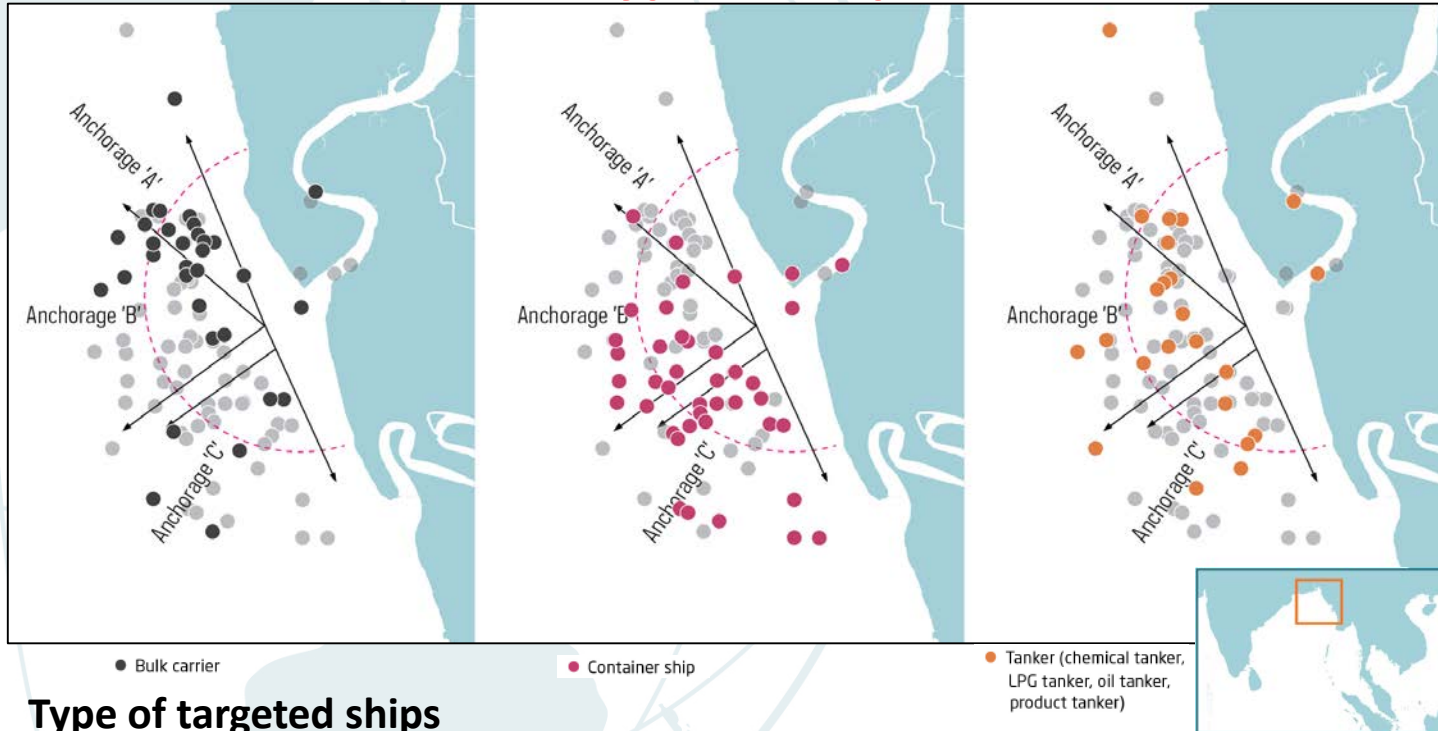 Anchorage 'A'
Anchorage 'B'
Anchorage 'C'
Anchorage 'A'
Anchorage 'B'
Anchorage 'C'
Anchorage 'A'
Anchorage 'B'
Anchorage 'C'
Bulk carrier
Container ship
Tanker (chemical tanker,
LPG tanker, oil tanker,
product tanker)
Type of targeted ships